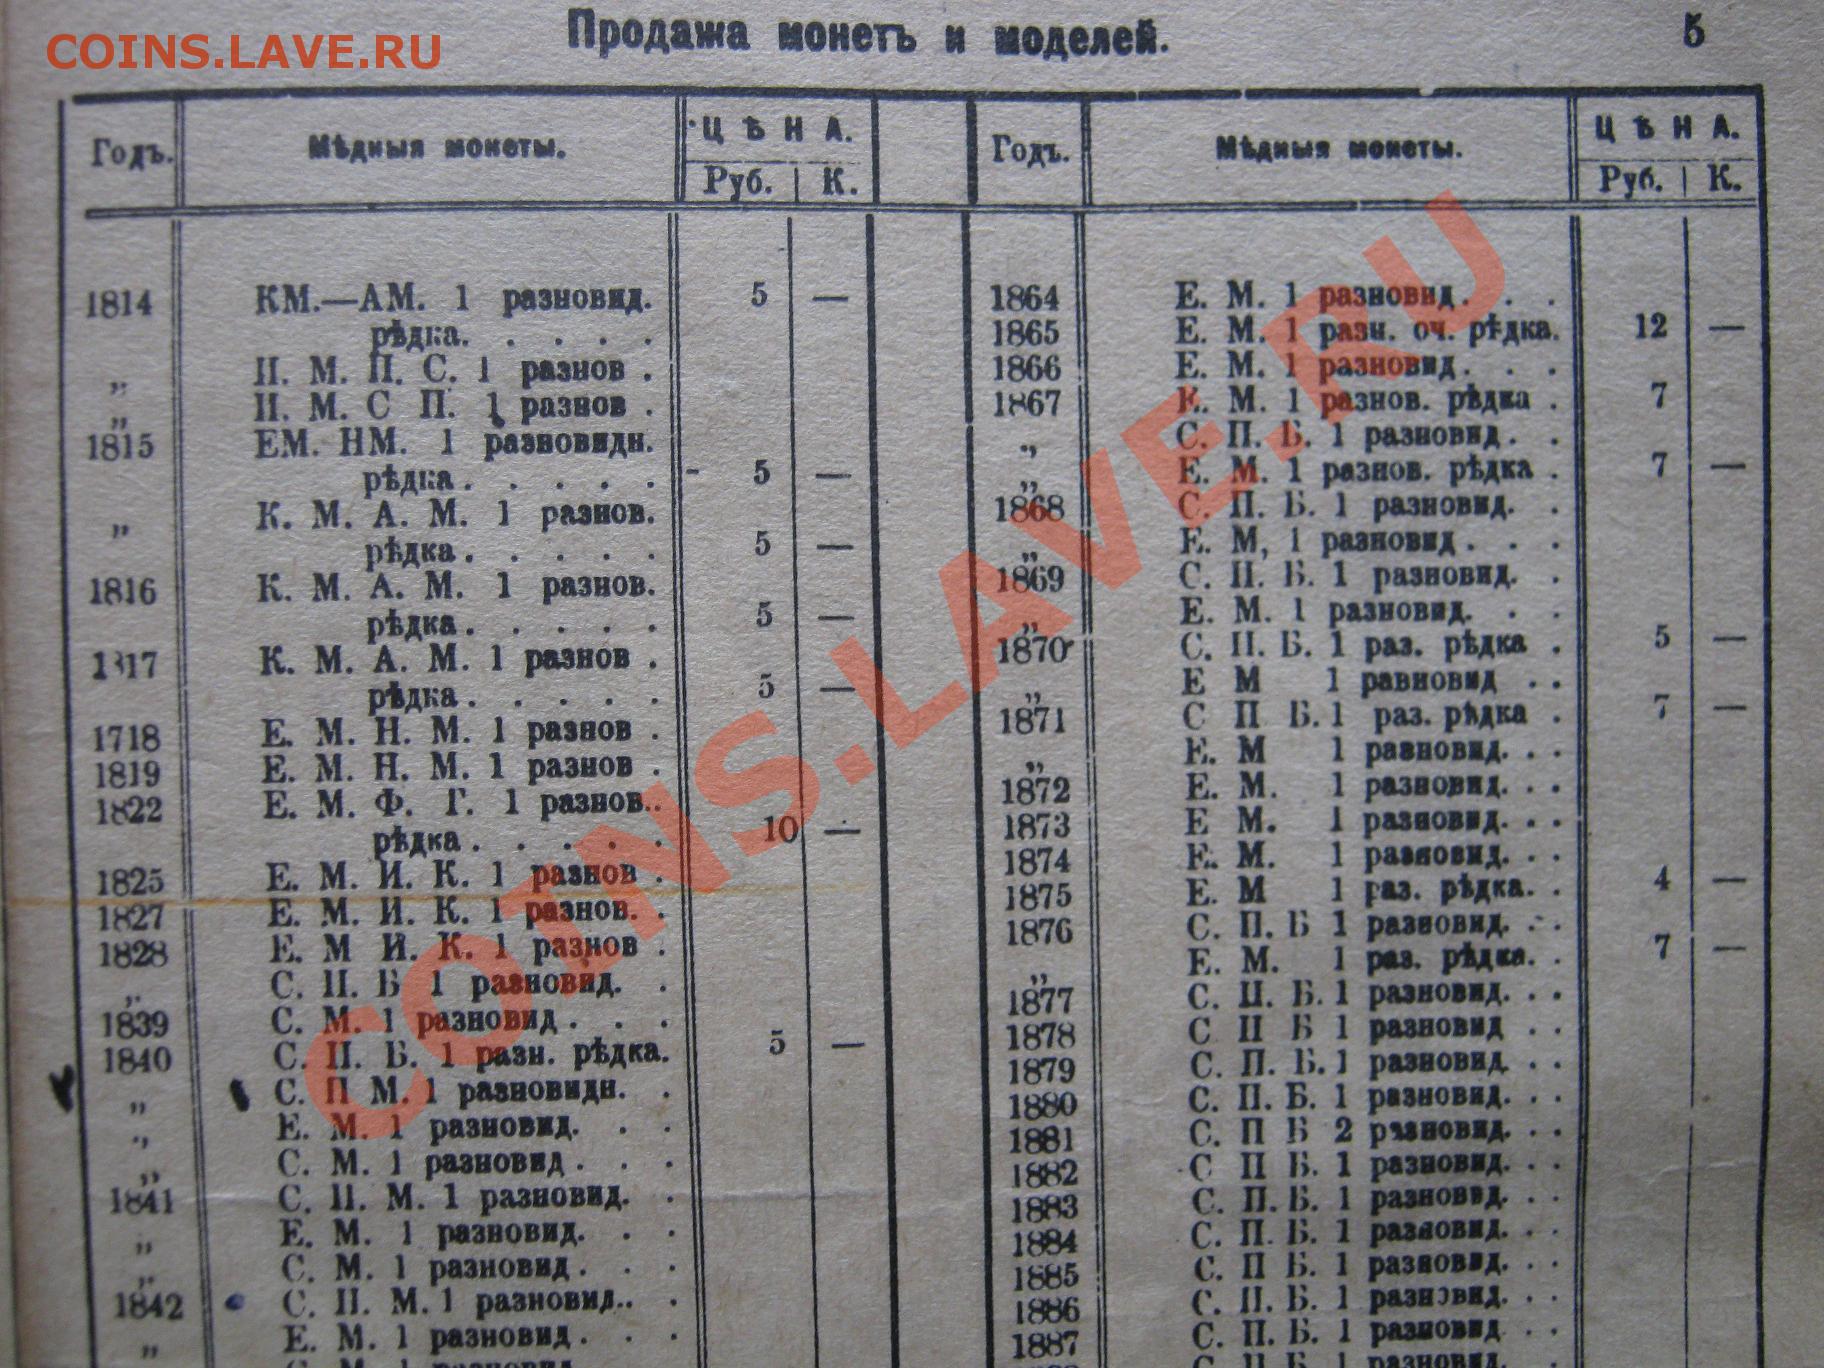 COINS.LAVE.RU
Продажа монетъ и моделей. 5
Годъ. Мѣдныя монеты. ЦѢНА.
Руб. К.
1814 КМ.—АМ. 1 разновид. 5 —
рѣдка. . . . . .
„ И. М. П. С. 1 разнов .
„ И. М. С П. 1 разнов .
1815 ЕМ. НМ. 1 разновидн.
рѣдка . . . . . . 5 —
„ К. М. А. М. 1 разнов.
рѣдка . . . . . . 5 —
1816 К. М. А. М. 1 разнов.
рѣдка . . . . . . 5 —
1817 К. М. А. М. 1 разнов .
рѣдка . . . . . . 5 —
1718 Е. М. Н. М. 1 разнов .
1819 Е. М. Н. М. 1 разнов .
1822 Е. М. Ф. Г. 1 разнов..
рѣдка . . . . . . 10 —
1825 Е. М. И. К. 1 разнов .
1827 Е. М. И. К. 1 разнов. .
1828 Е. М И. К. 1 разнов .
„ С. П. Б 1 разновид. .
1839 С. М. 1 разновид . . .
1840 С. П. Б. 1 разн. рѣдка. 5 —
„ С. П М. 1 разновидн. .
„ Е. М. 1 разновид. . .
„ С. М. 1 разновид . . .
1841 С. П. М. 1 разновид. .
„ Е. М. 1 разновид. . .
„ С. М. 1 разновид . . .
1842 С. П. М. 1 разновид.. .
„ Е. М. 1 разновид . . .
Годъ. Мѣдныя монеты. ЦѢНА.
Руб. К.
1864 Е. М. 1 разновид . . .
1865 Е. М. 1 разн. оч. рѣдка. 12 —
1866 Е. М. 1 разновид. . .
1867 Е. М. 1 разнов. рѣдка . 7
„ С. П. Б. 1 разновид . .
„ Е. М. 1 разнов. рѣдка . 7 —
1868 С. П. Б. 1 разновид. .
„ Е. М, 1 разновид . . .
1869 С. П. Б. 1 разновид. .
„ Е. М. 1 разновид. . .
1870 С. П. Б. 1 раз. рѣдка . 5 —
„ Е М 1 равновид . .
1871 С П Б. 1 раз. рѣдка . 7 —
„ Е. М 1 разновид. . .
1872 Е. М. 1 разновид. . .
1873 Е М. 1 разновид. . .
1874 Е. М. 1 разновид. . .
1875 Е. М 1 раз. рѣдка. . 4 —
1876 С. П. Б 1 разновид. . .
„ Е. М. 1 раз. рѣдка. . 7 —
1877 С. П. Б. 1 разновид. . .
1878 С П Б 1 разновид . .
1879 С. П. Б. 1 разновид. . .
1880 С. П. Б. 1 разновид. . .
1881 С. П Б 2 разновид. . .
1882 С П Б. 1 разновид. . .
1883 С. П. Б. 1 разновид. . .
1884 С. П. Б. 1 разновид. . .
1885 С. П Б. 1 разновид. . .
1886 С. П. Б. 1 разновид. . .
1887 С. П. Б. 1 разновид. . .
COINS.LAVE.RU